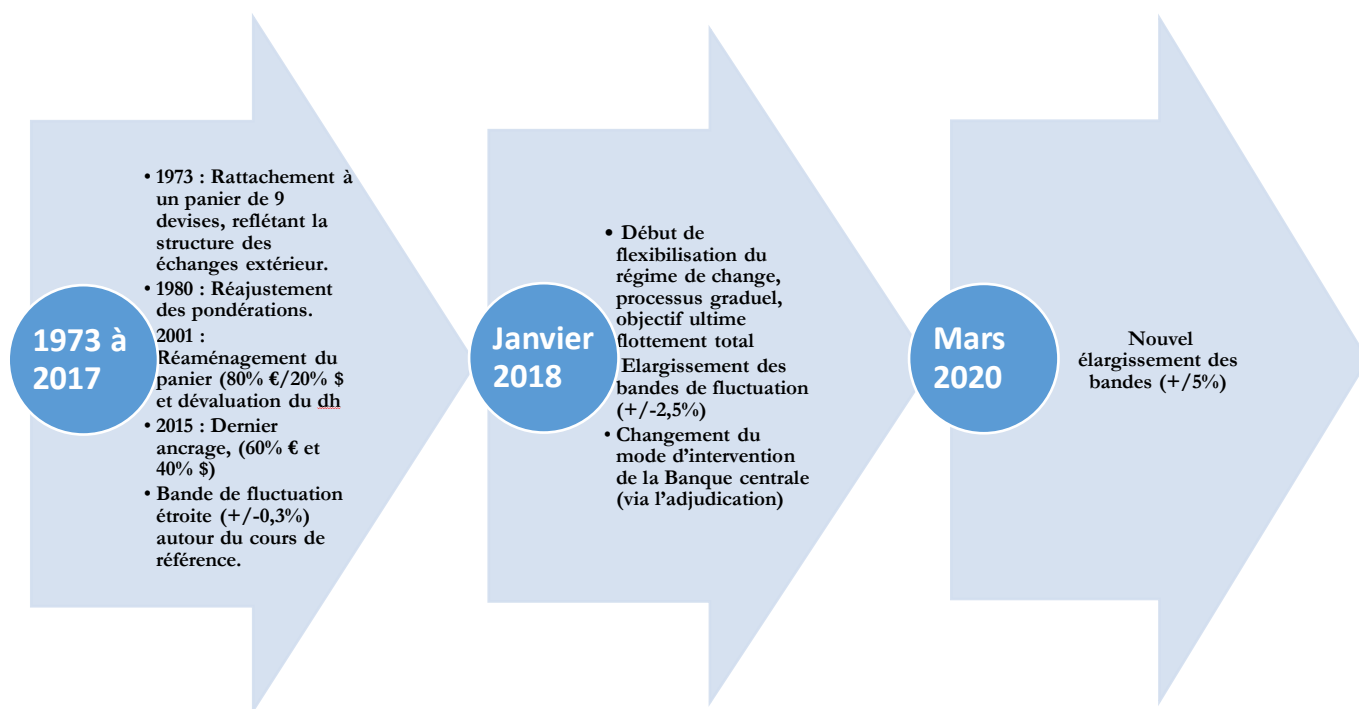 1973 à
2017
• 1973 : Rattachement à
un panier de 9
devises, reflétant la
structure des
échanges extérieur.
• 1980 : Réajustement
des pondérations.
2001 :
Réaménagement du
panier (80% €/20% $
et dévaluation du dh
• 2015 : Dernier
ancrage, (60% € et
40% $)
• Bande de fluctuation
étroite (+/-0,3%)
autour du cours de
référence.
Janvier
2018
• Début de
flexibilisation du
régime de change,
processus graduel,
objectif ultime
flottement total
Elargissement des
bandes de fluctuation
(+/-2,5%)
• Changement du
mode d’intervention
de la Banque centrale
(via l’adjudication)
Mars
2020
Nouvel
élargissement des
bandes (+/5%)